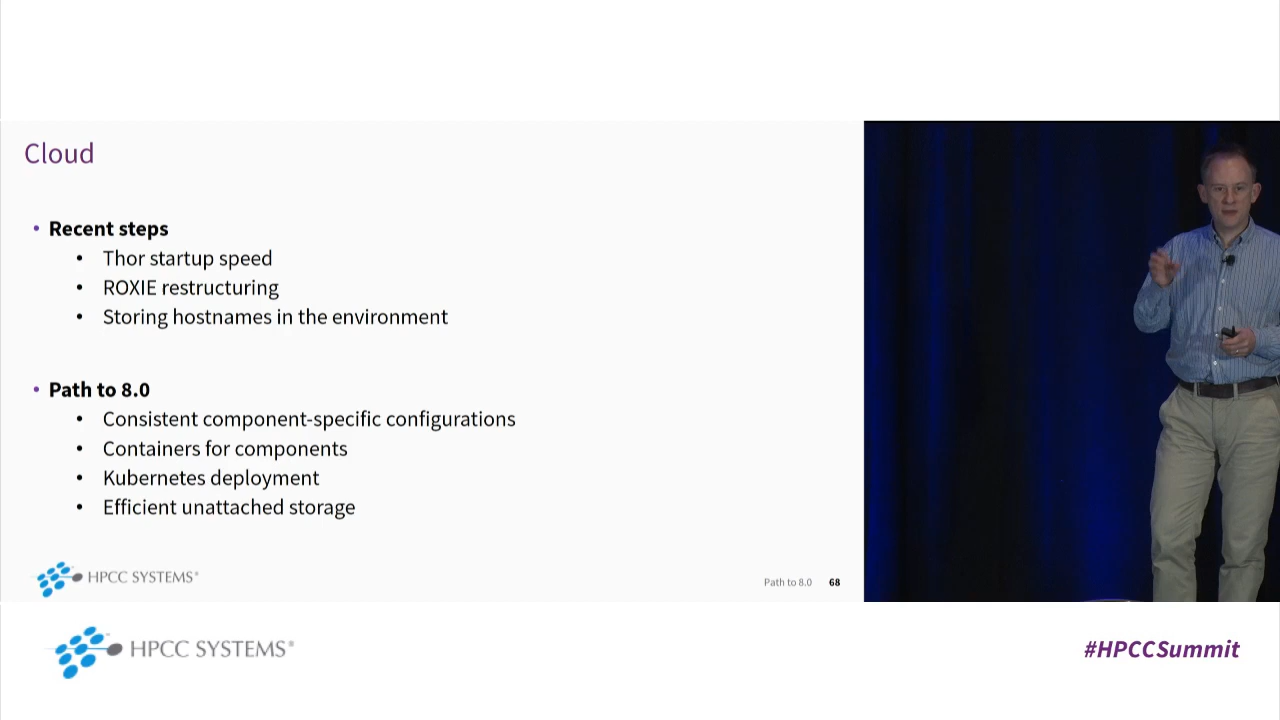 Cloud
• Recent steps
• Thor startup speed
• ROXIE restructuring
• Storing hostnames in the environment
• Path to 8.0
• Consistent component-specific configurations
• Containers for components
• Kubernetes deployment
• Efficient unattached storage
HPCC SYSTEMS®
Path to 8.0 68
HPCC SYSTEMS®
#HPCCSummit